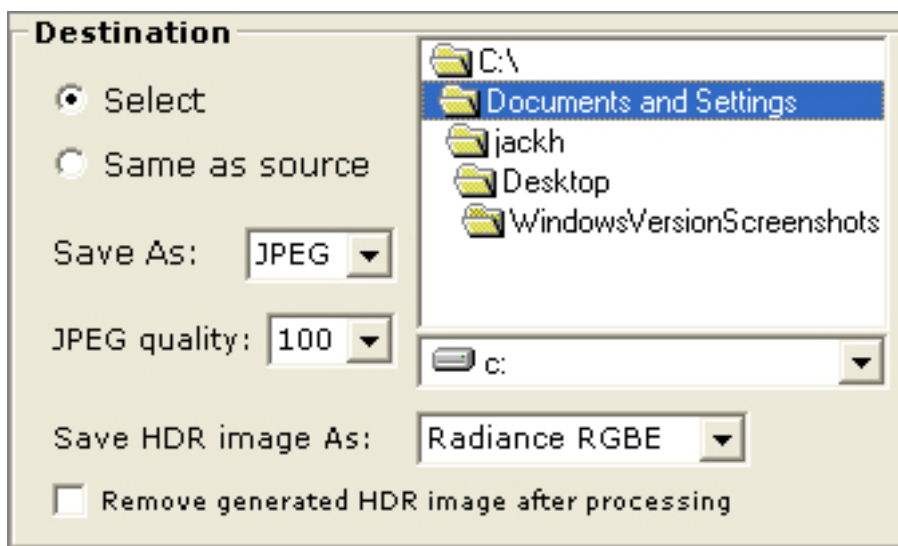 Destination
Select
Same as source
Save As: JPEG
JPEG quality: 100
C:\
Documents and Settings
jackh
Desktop
WindowsVersionScreenshots
c:
Save HDR image As: Radiance RGBE
Remove generated HDR image after processing